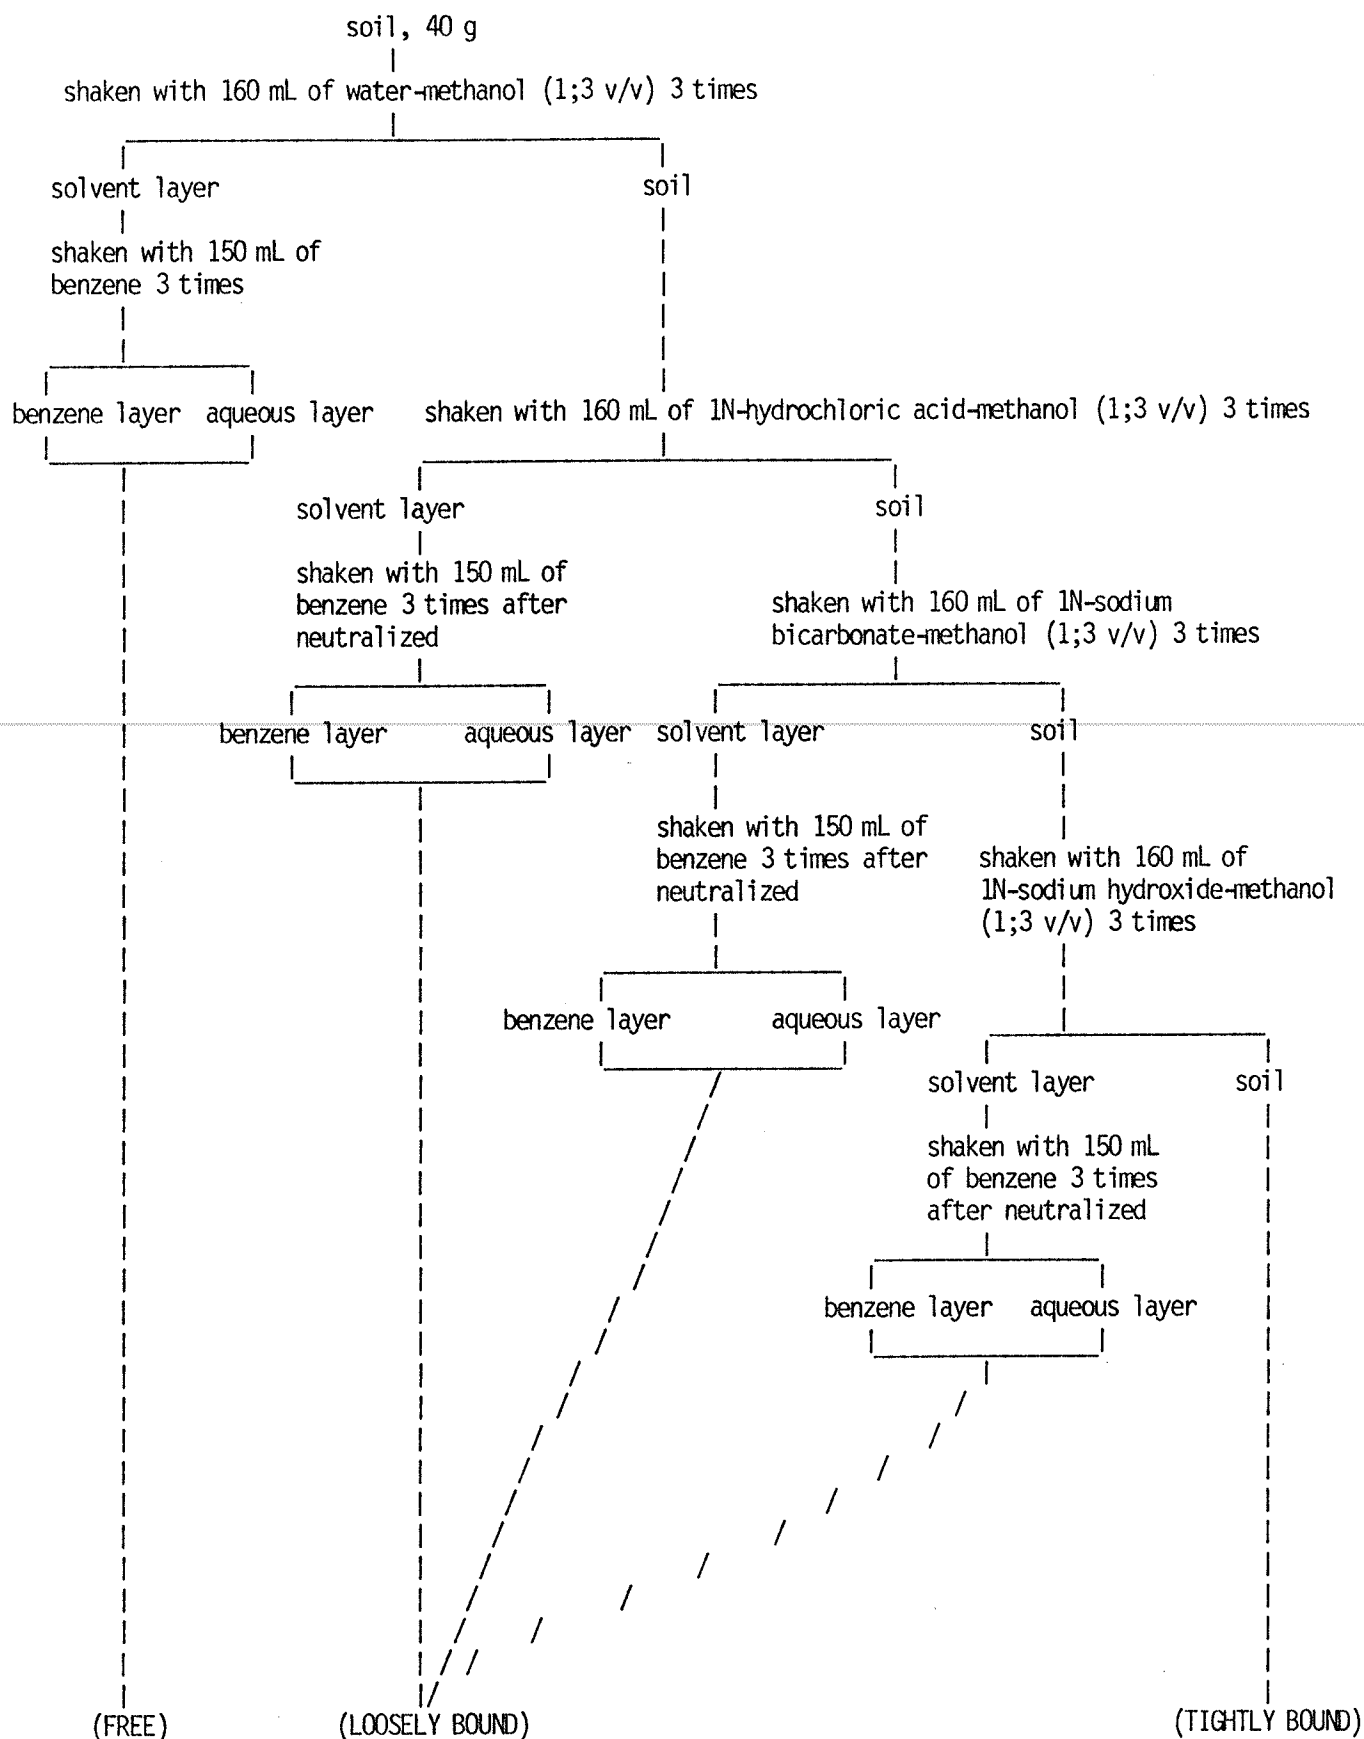 soil, 40 g
shaken with 160 mL of water-methanol (1;3 v/v) 3 times
solvent layer
soil
shaken with 150 mL of
benzene 3 times
benzene layer
aqueous layer
shaken with 160 mL of 1N-hydrochloric acid-methanol (1;3 v/v) 3 times
solvent layer
soil
shaken with 150 mL of
benzene 3 times after
neutralized
shaken with 160 mL of 1N-sodium
bicarbonate-methanol (1;3 v/v) 3 times
benzene layer
aqueous layer
solvent layer
soil
shaken with 150 mL of
benzene 3 times after
neutralized
shaken with 160 mL of
1N-sodium hydroxide-methanol
(1;3 v/v) 3 times
benzene layer
aqueous layer
solvent layer
soil
shaken with 150 mL
of benzene 3 times
after neutralized
benzene layer
aqueous layer
(FREE)
(LOOSELY BOUND)
(TIGHTLY BOUND)